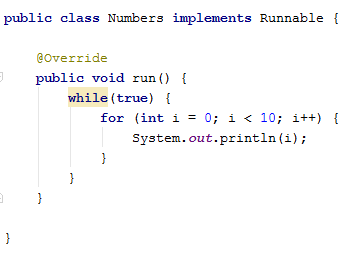 public class Numbers implements Runnable {
@Override
public void run() {
while(true) {
for (int i = 0; i < 10; i++) {
System.out.println(i);
}
}
}
}